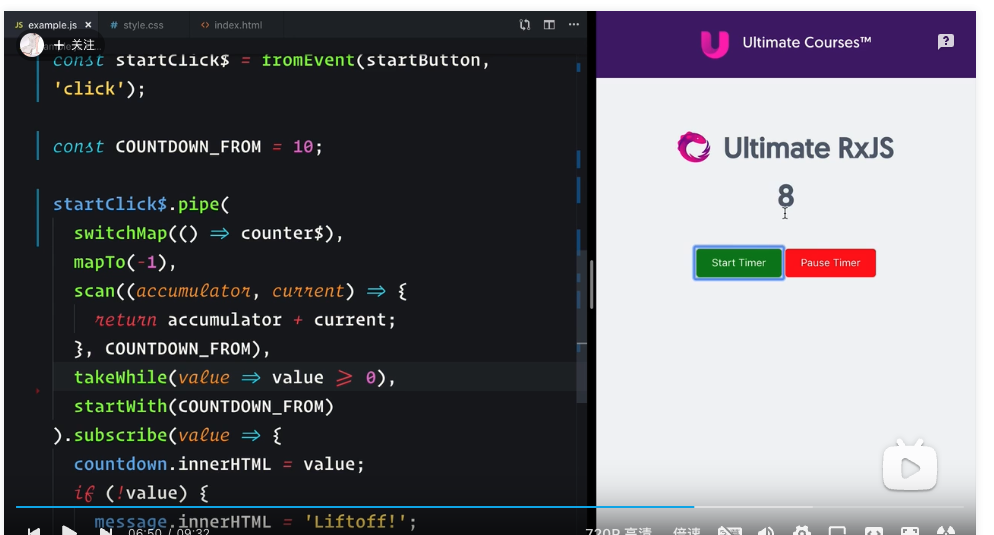 JS example.js × # style.css <> index.html ···
+ 关注
const startClick$ = fromEvent(startButton,
'click');
const COUNTDOWN_FROM = 10;
startClick$.pipe(
switchMap(() => counter$),
mapTo(-1),
scan((accumulator, current) => {
return accumulator + current;
}, COUNTDOWN_FROM),
takeWhile(value => value >= 0),
startWith(COUNTDOWN_FROM)
).subscribe(value => {
countdown.innerHTML = value;
if (!value) {
message.innerHTML = 'Liftoff!';
06:50 / 09:32
720P 高清 倍速
Ultimate Courses™
?
Ultimate RxJS
8
Start Timer Pause Timer